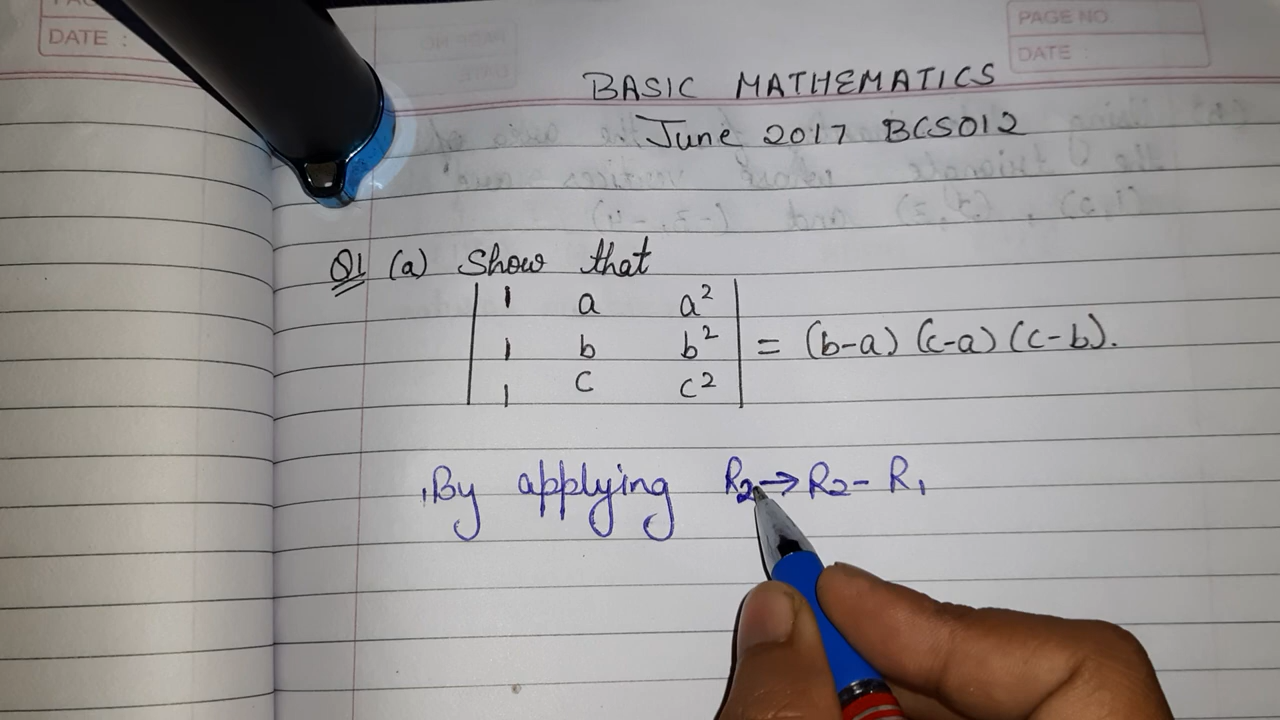 DATE :
PAGE NO.
DATE :
BASIC MATHEMATICS
June 2017 BCS012
Q1 (a) Show that
| 1 a a² |
| 1 b b² | = (b-a) (c-a) (c-b).
| 1 c c² |
By applying R₂→R₂- R₁